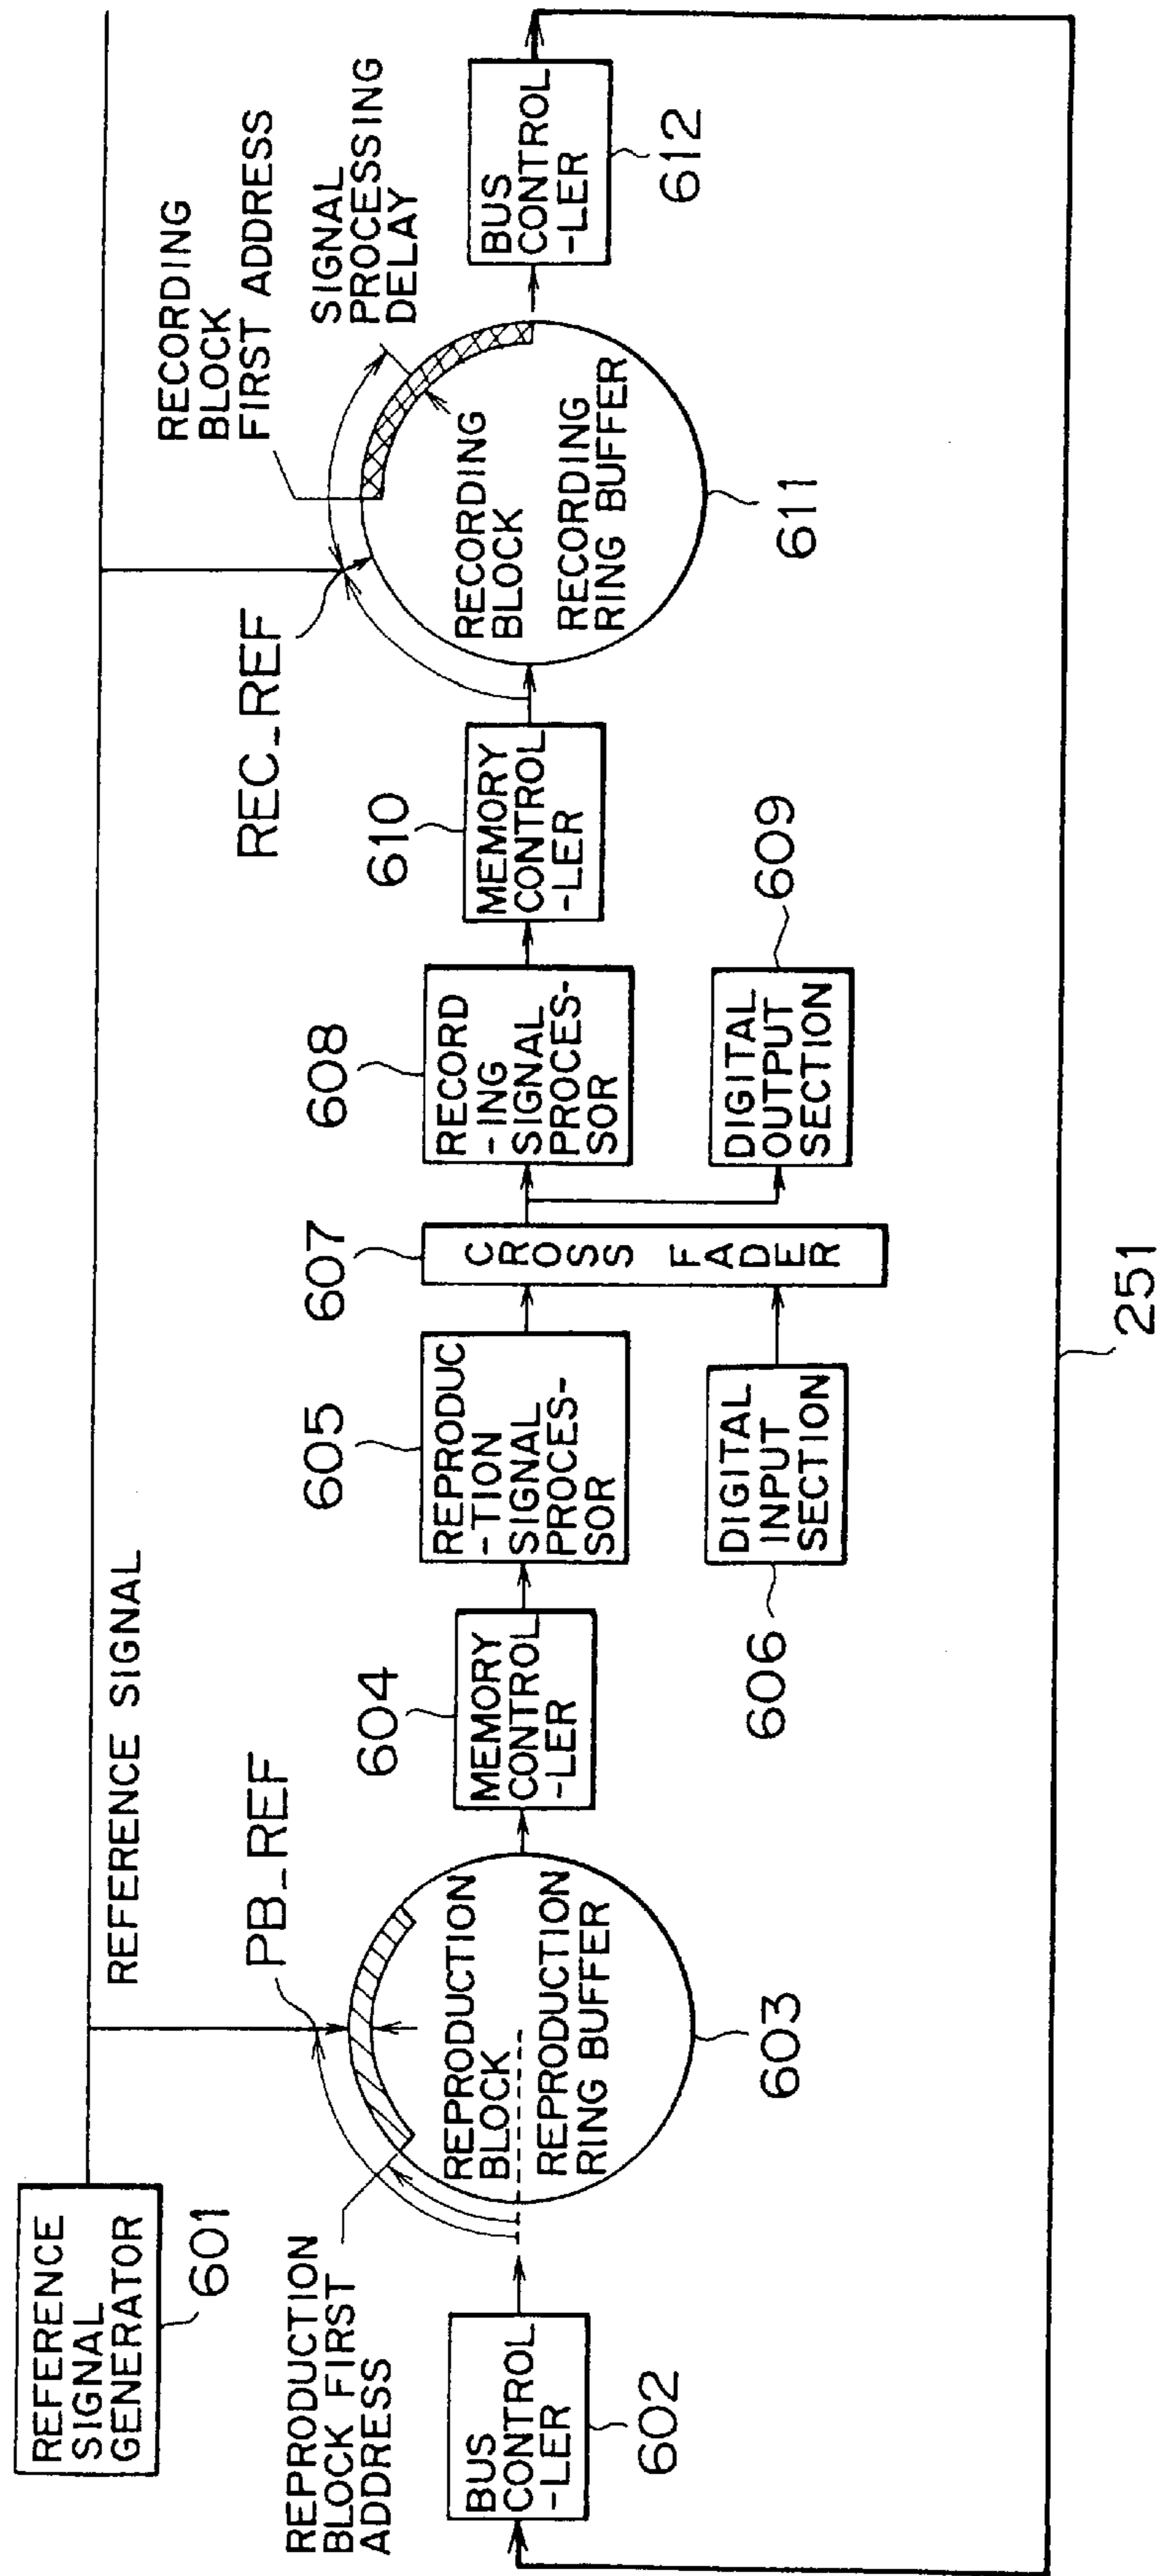 REFERENCE
SIGNAL
GENERATOR
601
REFERENCE SIGNAL
REPRODUCTION
BLOCK FIRST
ADDRESS
PB_REF
BUS
CONTROL
-LER
602
REPRODUCTION
BLOCK
REPRODUCTION
RING BUFFER
603
MEMORY
CONTROL
-LER
604
REPRODUC
-TION
SIGNAL
PROCES-
SOR
605
DIGITAL
INPUT
SECTION
606
CROSS FADER
607
RECORD
-ING
SIGNAL
PROCES-
SOR
608
DIGITAL
OUTPUT
SECTION
609
MEMORY
CONTROL
-LER
610
REC_REF
RECORDING
BLOCK
FIRST ADDRESS
SIGNAL
PROCESSING
DELAY
RECORDING
BLOCK
RECORDING
RING BUFFER
611
BUS
CONTROL
-LER
612
251